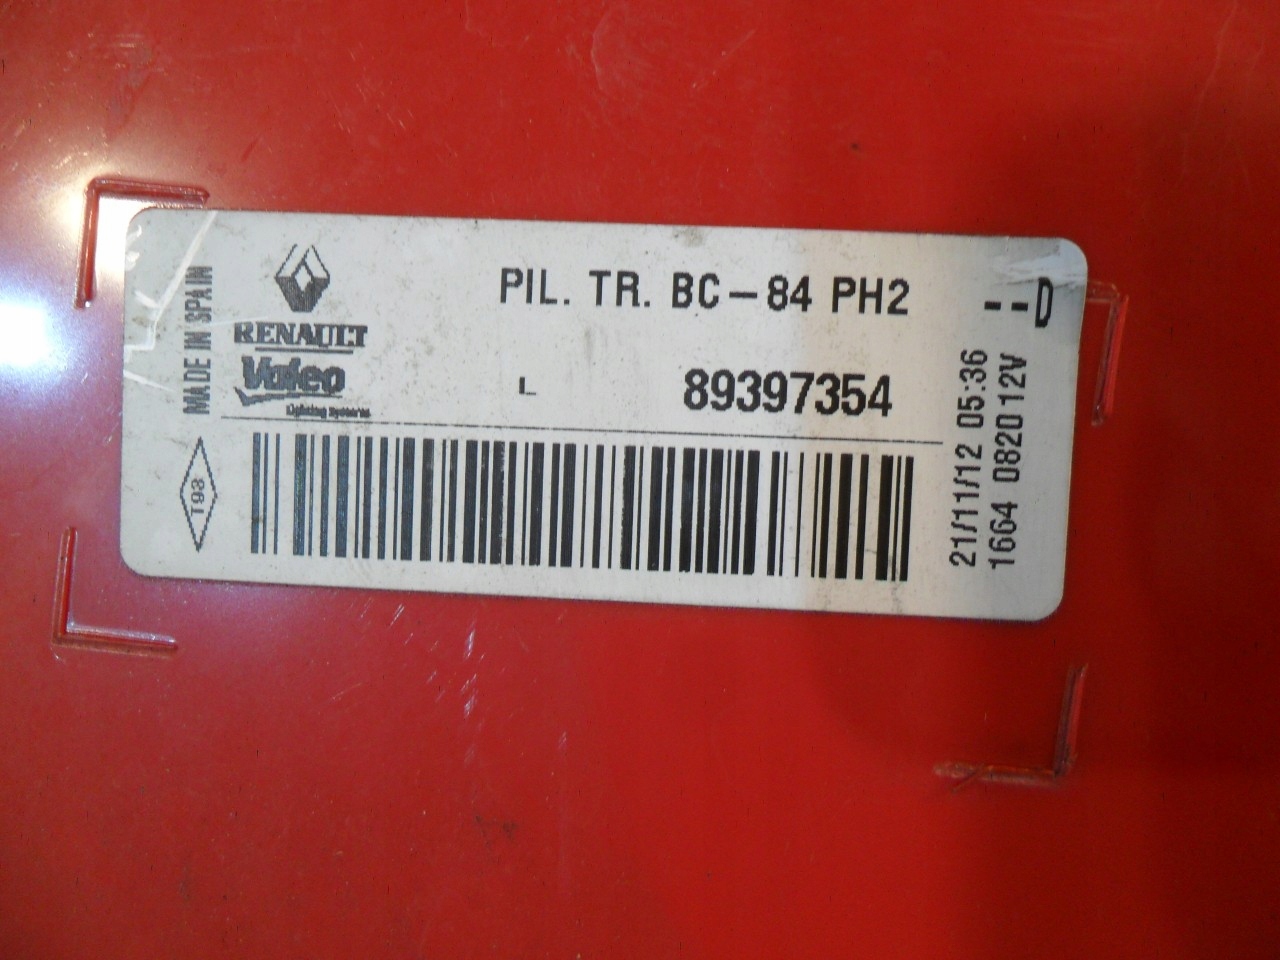 MADE IN SPAIN
RENAULT
Valeo
Lighting Systems
PIL. TR. BC-84 PH2
--D
L
89397354
T98
21/11/12 05:36
1664 0820 12V